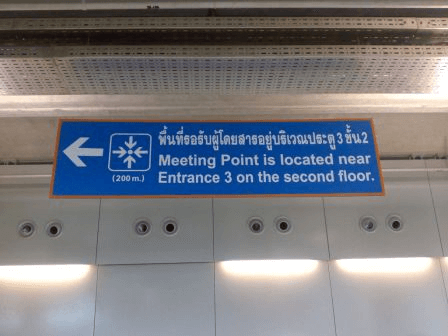 พื้นที่รอรับผู้โดยสารอยู่บริเวณประตู 3 ชั้น 2
Meeting Point is located near
Entrance 3 on the second floor.
(200 m.)